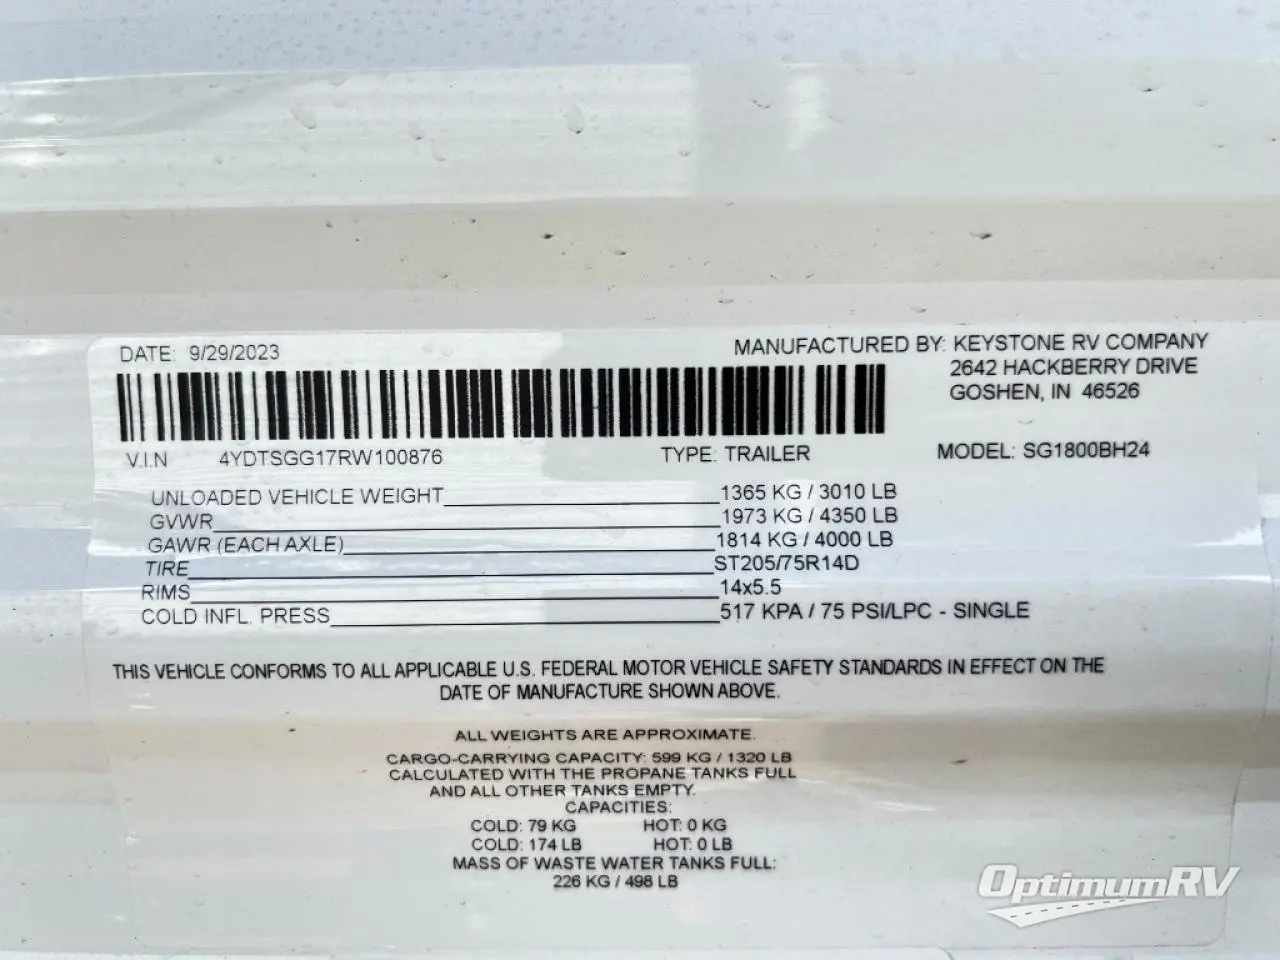 DATE: 9/29/2023
MANUFACTURED BY: KEYSTONE RV COMPANY
2642 HACKBERRY DRIVE
GOSHEN, IN 46526
V.I.N 4YDTSGG17RW100876 TYPE: TRAILER MODEL: SG1800BH24
UNLOADED VEHICLE WEIGHT 1365 KG / 3010 LB
GVWR 1973 KG / 4350 LB
GAWR (EACH AXLE) 1814 KG / 4000 LB
TIRE ST205/75R14D
RIMS 14x5.5
COLD INFL. PRESS 517 KPA / 75 PSI/LPC - SINGLE
THIS VEHICLE CONFORMS TO ALL APPLICABLE U.S. FEDERAL MOTOR VEHICLE SAFETY STANDARDS IN EFFECT ON THE
DATE OF MANUFACTURE SHOWN ABOVE.
ALL WEIGHTS ARE APPROXIMATE.
CARGO-CARRYING CAPACITY: 599 KG / 1320 LB
CALCULATED WITH THE PROPANE TANKS FULL
AND ALL OTHER TANKS EMPTY.
CAPACITIES:
COLD: 79 KG HOT: 0 KG
COLD: 174 LB HOT: 0 LB
MASS OF WASTE WATER TANKS FULL:
226 KG / 498 LB
OptimumRV